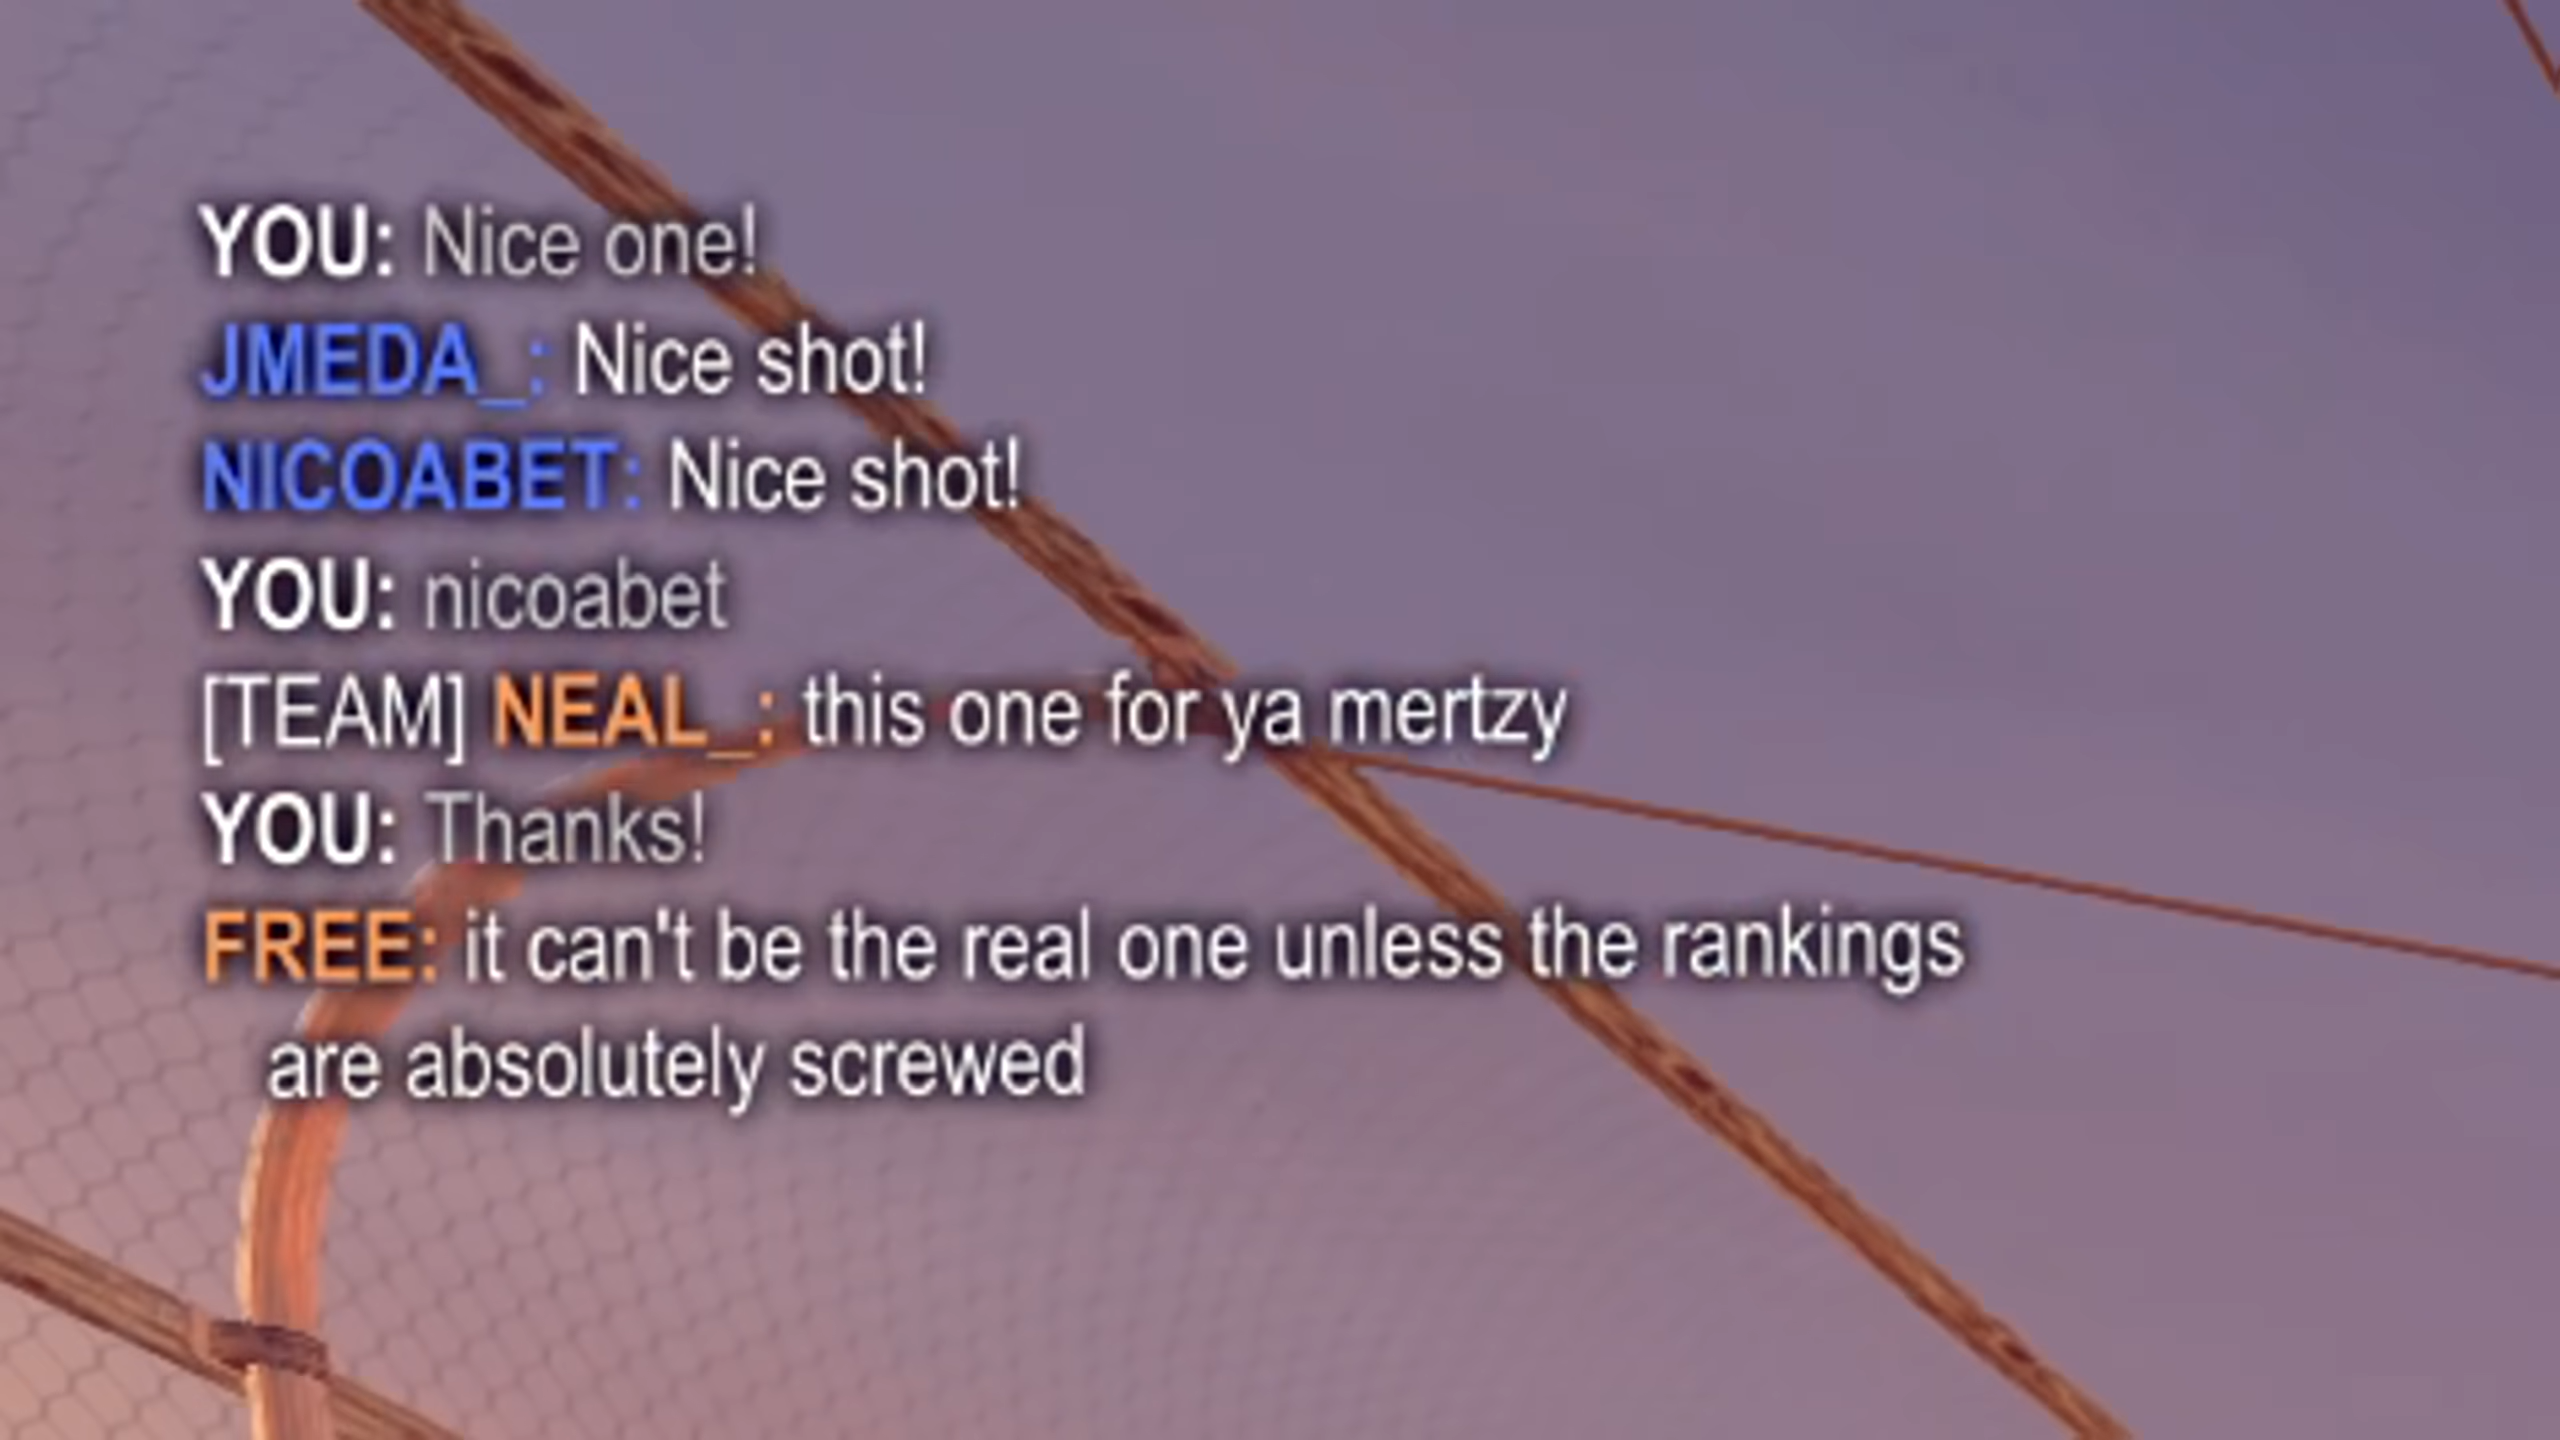 YOU: Nice one!
JMEDA_: Nice shot!
NICOABET: Nice shot!
YOU: nicoabet
[TEAM] NEAL_: this one for ya mertzy
YOU: Thanks!
FREE: it can't be the real one unless the rankings
are absolutely screwed